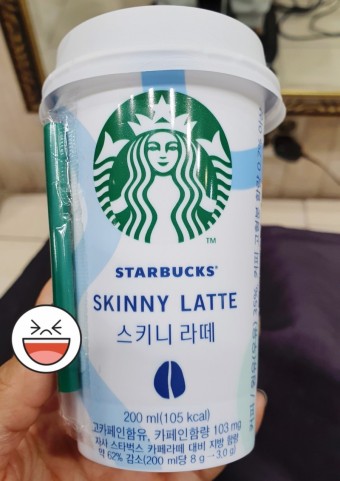 TM
STARBUCKS®
SKINNY LATTE
스키니 라떼
200 ml(105 kcal)
고카페인함유, 카페인함량 103 mg
자사 스타벅스 카페라떼 대비 지방 함량
약 62% 감소(200 ml당 8 g→3.0 g)